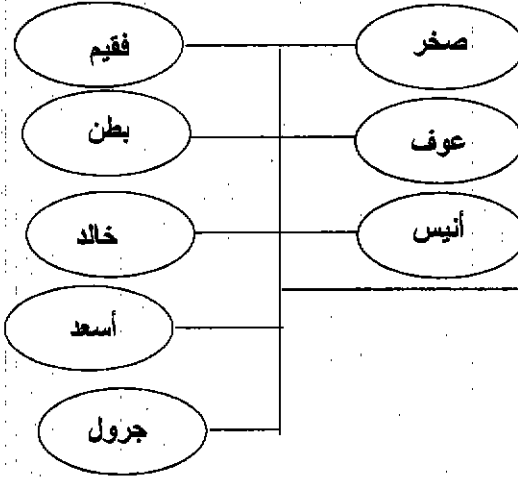 صخر
فقيم
عوف
بطن
أنيس
خالد
أسعد
جرول